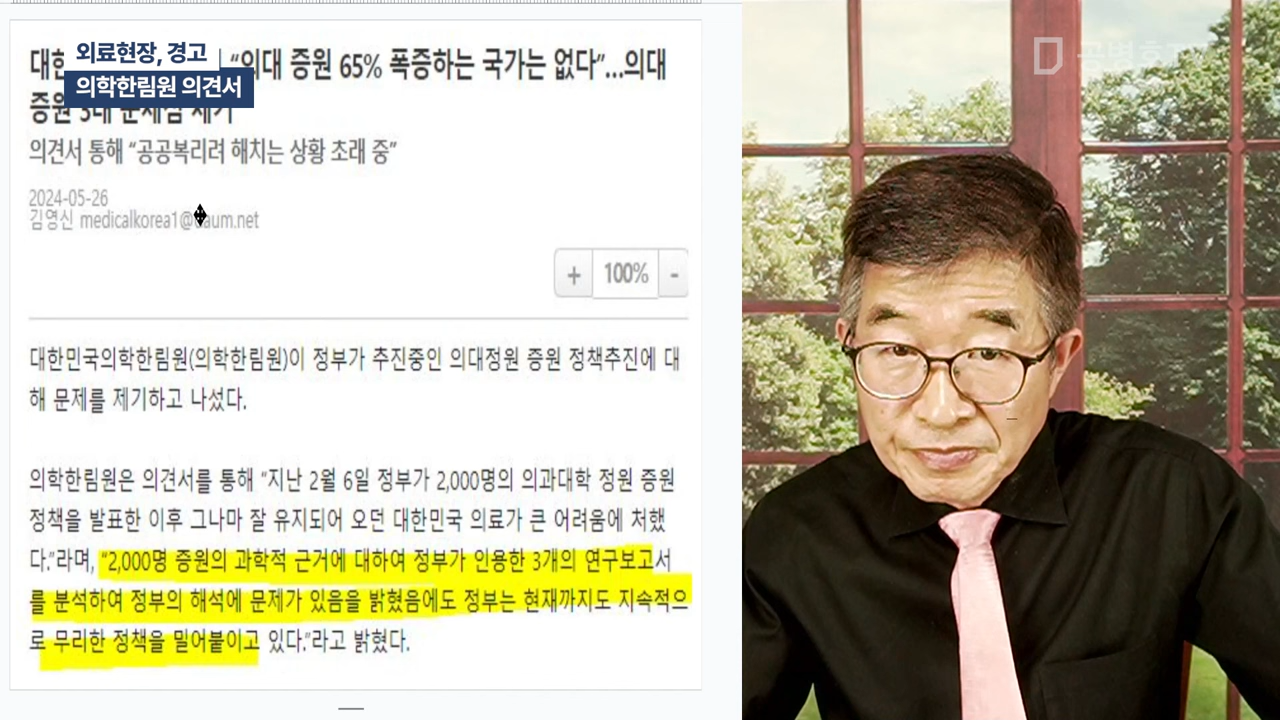 외료현장, 경고
의학한림원 의견서
대한 “의대 증원 65% 폭증하는 국가는 없다”...의대
증원
의견서 통해 “공공복리려 해치는 상황 초래 중”
2024-05-26
김영신 medicalkorea1@daum.net
+ 100% -
대한민국의학한림원(의학한림원)이 정부가 추진중인 의대정원 증원 정책추진에 대
해 문제를 제기하고 나섰다.
의학한림원은 의견서를 통해 “지난 2월 6일 정부가 2,000명의 의과대학 정원 증원
정책을 발표한 이후 그나마 잘 유지되어 오던 대한민국 의료가 큰 어려움에 처했
다.”라며, “2,000명 증원의 과학적 근거에 대하여 정부가 인용한 3개의 연구보고서
를 분석하여 정부의 해석에 문제가 있음을 밝혔음에도 정부는 현재까지도 지속적으
로 무리한 정책을 밀어붙이고 있다.”라고 밝혔다.
공병호TV